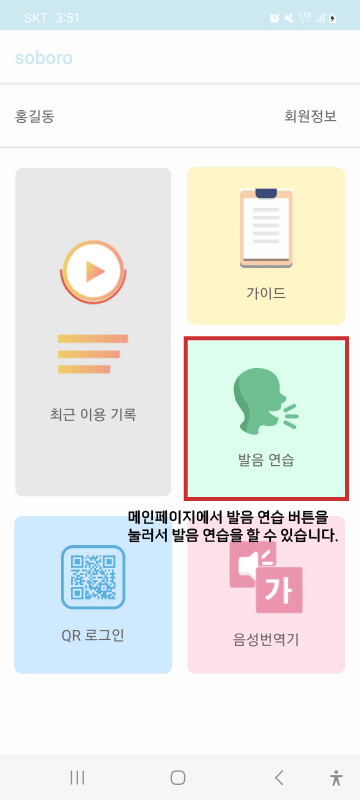 SKT 3:51
LTE
soboro
홍길동
회원정보
가이드
최근 이용 기록
발음 연습
메인페이지에서 발음 연습 버튼을
눌러서 발음 연습을 할 수 있습니다.
가
QR 로그인
음성번역기